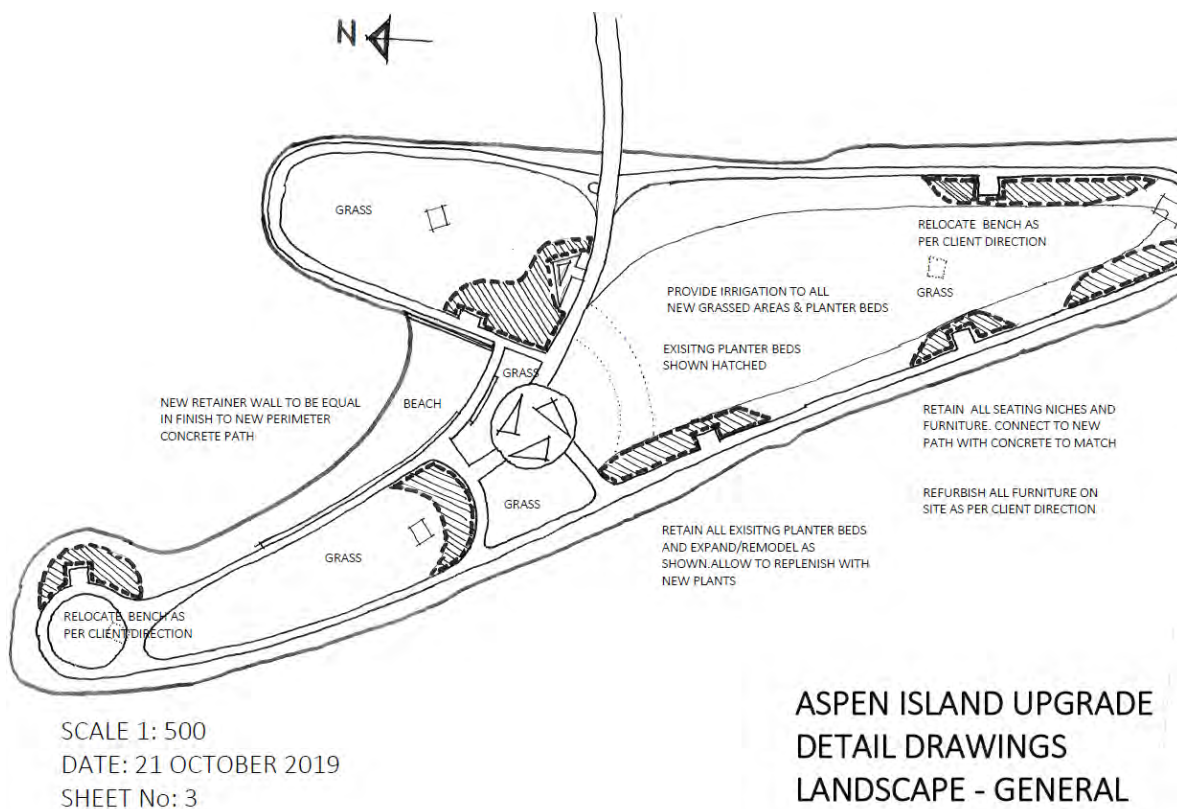 N
GRASS
RELOCATE BENCH AS
PER CLIENT DIRECTION
GRASS
PROVIDE IRRIGATION TO ALL
NEW GRASSED AREAS & PLANTER BEDS
EXISITNG PLANTER BEDS
SHOWN HATCHED
GRASS
BEACH
NEW RETAINER WALL TO BE EQUAL
IN FINISH TO NEW PERIMETER
CONCRETE PATH
RETAIN ALL SEATING NICHES AND
FURNITURE. CONNECT TO NEW
PATH WITH CONCRETE TO MATCH
REFURBISH ALL FURNITURE ON
SITE AS PER CLIENT DIRECTION
GRASS
RETAIN ALL EXISITNG PLANTER BEDS
AND EXPAND/REMODEL AS
SHOWN.ALLOW TO REPLENISH WITH
NEW PLANTS
GRASS
RELOCATE BENCH AS
PER CLIENT DIRECTION
SCALE 1: 500
DATE: 21 OCTOBER 2019
SHEET No: 3
ASPEN ISLAND UPGRADE
DETAIL DRAWINGS
LANDSCAPE - GENERAL